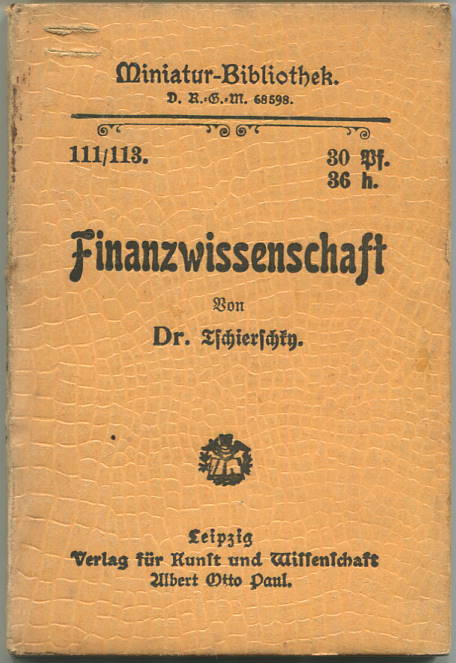 Miniatur-Bibliothek.
D. R.-G.-M. 68598.
111/113.
30 Pf.
36 h.
Finanzwissenschaft
Von
Dr. Tschierschky.
Leipzig
Verlag für Kunst und Wissenschaft
Albert Otto Paul.